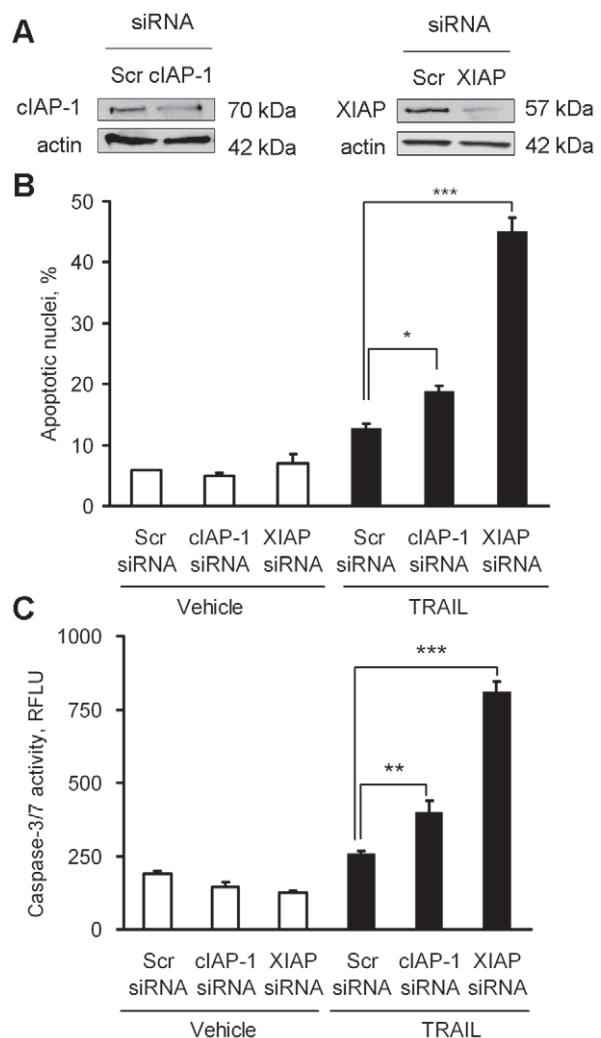 A
siRNA
Scr cIAP-1
cIAP-1
70 kDa
actin
42 kDa
siRNA
Scr XIAP
XIAP
57 kDa
actin
42 kDa
B
Apoptotic nuclei, %
50
40
30
20
10
0
***
*
Scr cIAP-1 XIAP Scr cIAP-1 XIAP
siRNA siRNA siRNA siRNA siRNA siRNA
Vehicle TRAIL
C
Caspase-3/7 activity, RFLU
1000
750
500
250
0
***
**
Scr cIAP-1 XIAP Scr cIAP-1 XIAP
siRNA siRNA siRNA siRNA siRNA siRNA
Vehicle TRAIL